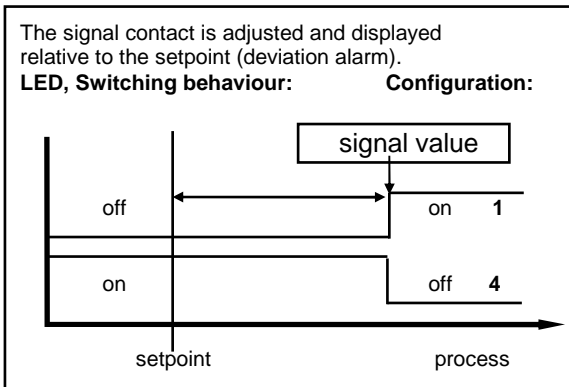 The signal contact is adjusted and displayed
relative to the setpoint (deviation alarm).
LED, Switching behaviour: Configuration:
signal value
off on 1
on off 4
setpoint process